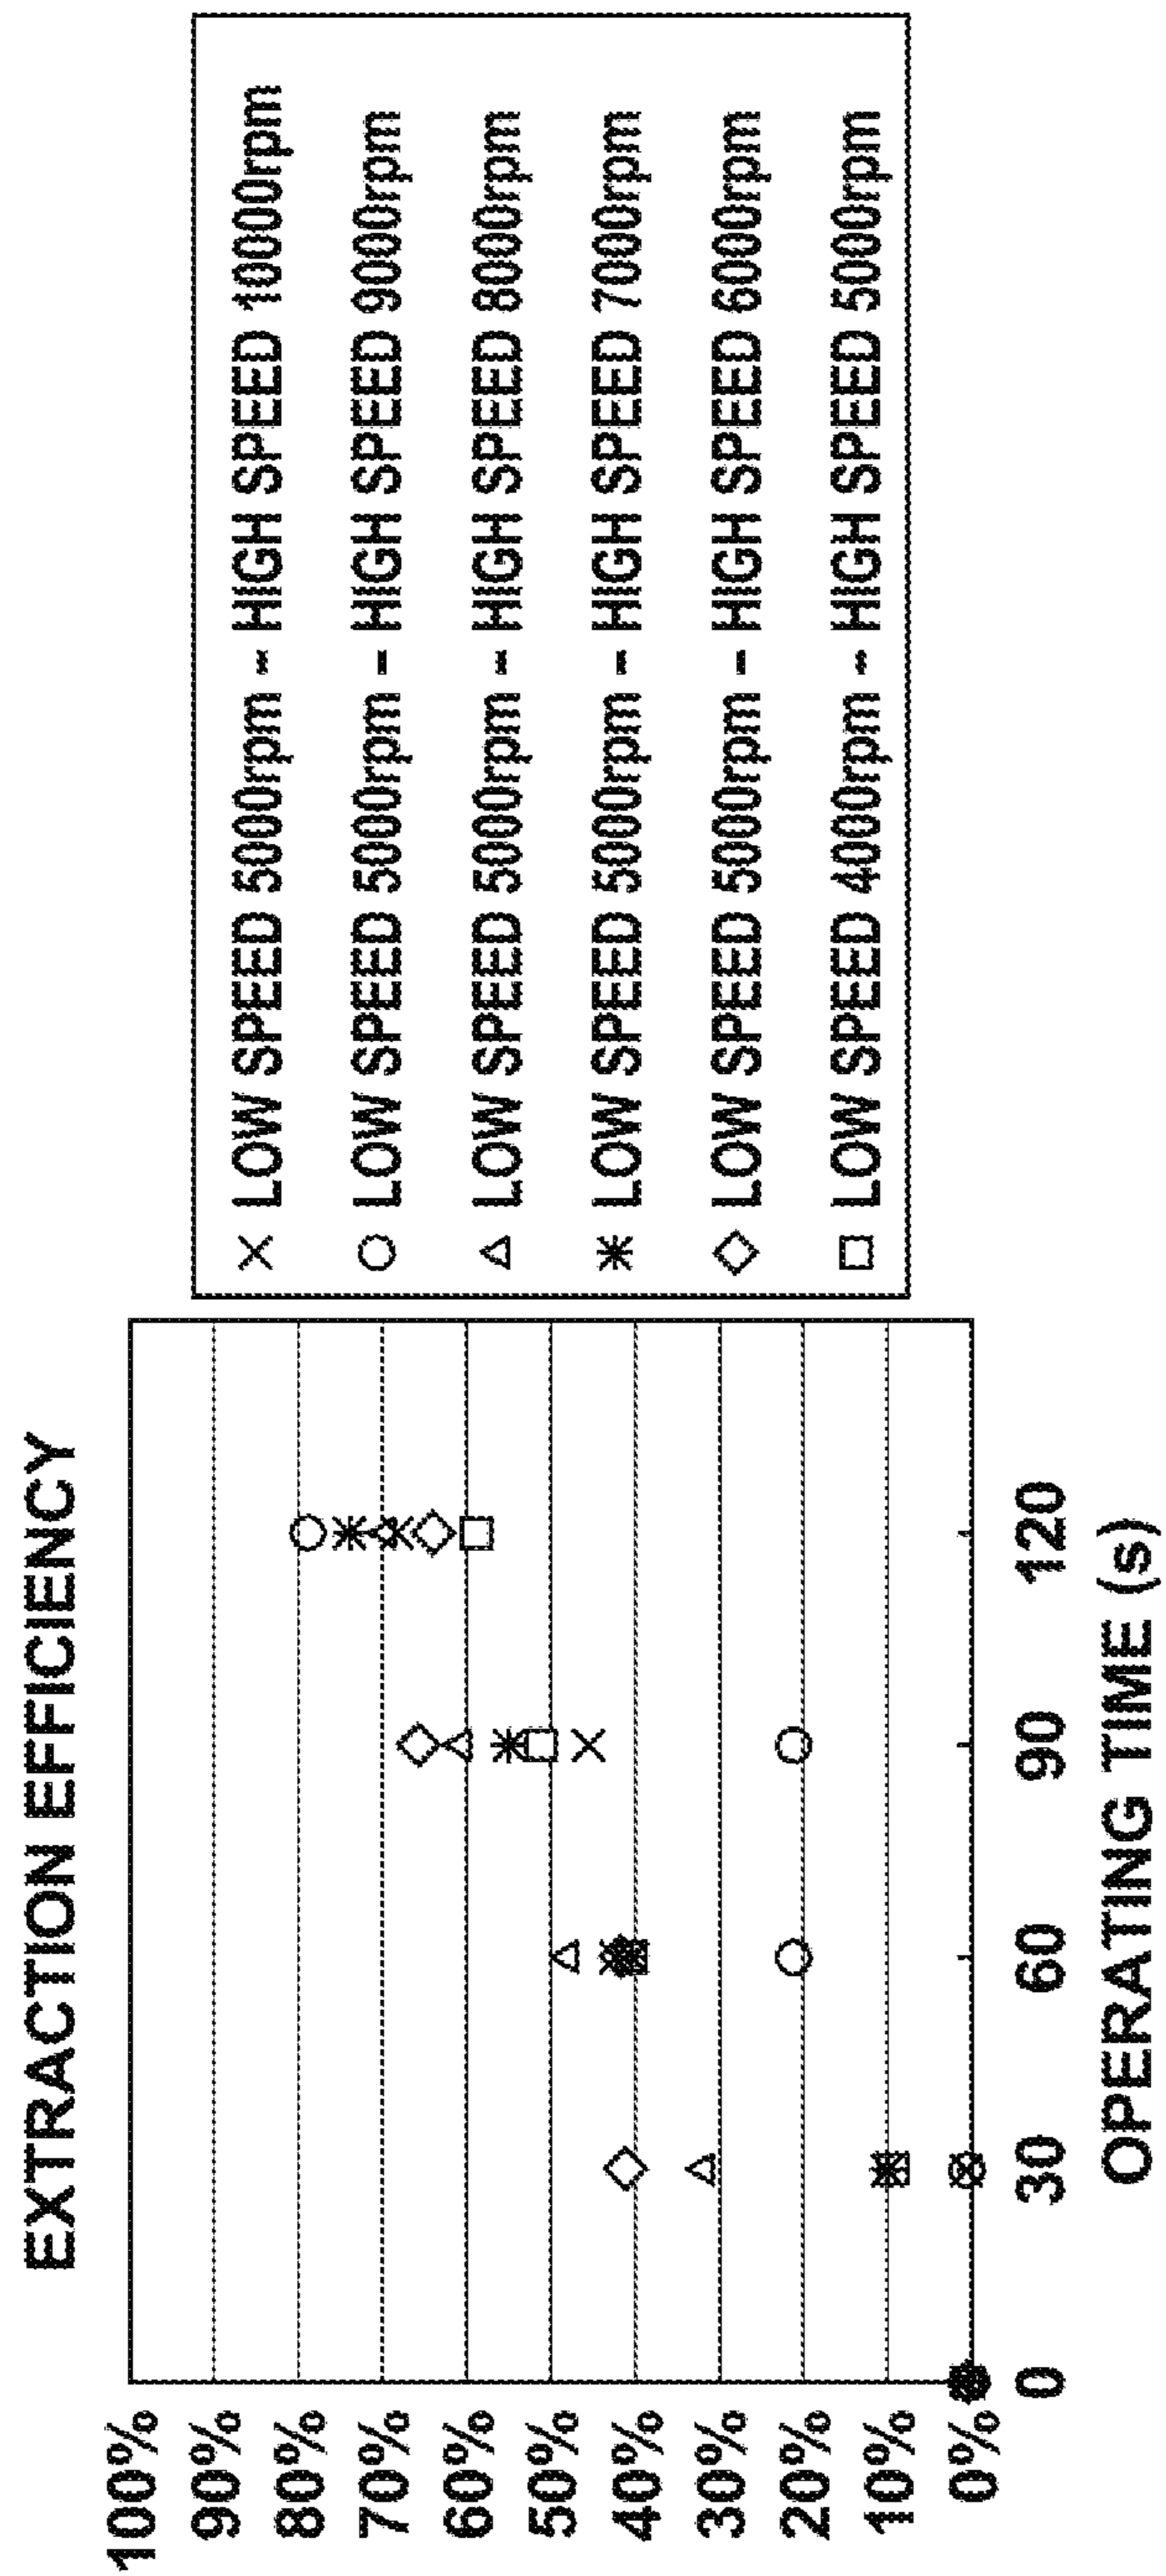 EXTRACTION EFFICIENCY
100%
90%
80%
70%
60%
50%
40%
30%
20%
10%
0%
0
30
60
90
120
OPERATING TIME (s)
LOW SPEED 5000rpm – HIGH SPEED 10000rpm
LOW SPEED 5000rpm – HIGH SPEED 9000rpm
LOW SPEED 5000rpm – HIGH SPEED 8000rpm
LOW SPEED 5000rpm – HIGH SPEED 7000rpm
LOW SPEED 5000rpm – HIGH SPEED 6000rpm
LOW SPEED 4000rpm – HIGH SPEED 5000rpm